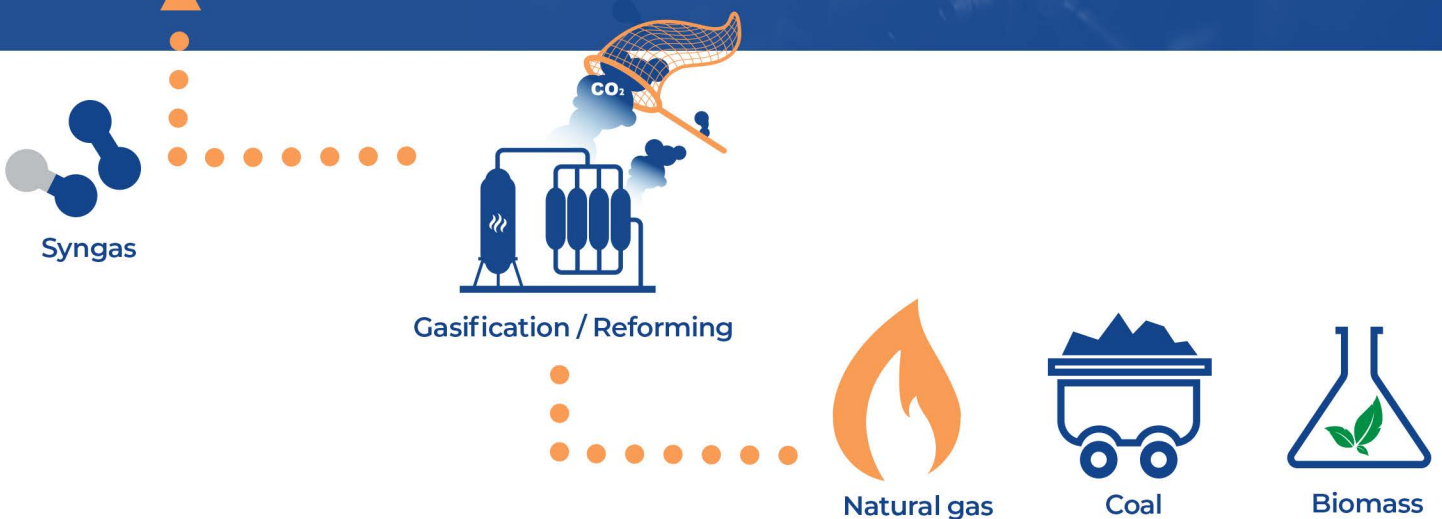 CO₂
Syngas
Gasification / Reforming
Natural gas
Coal
Biomass